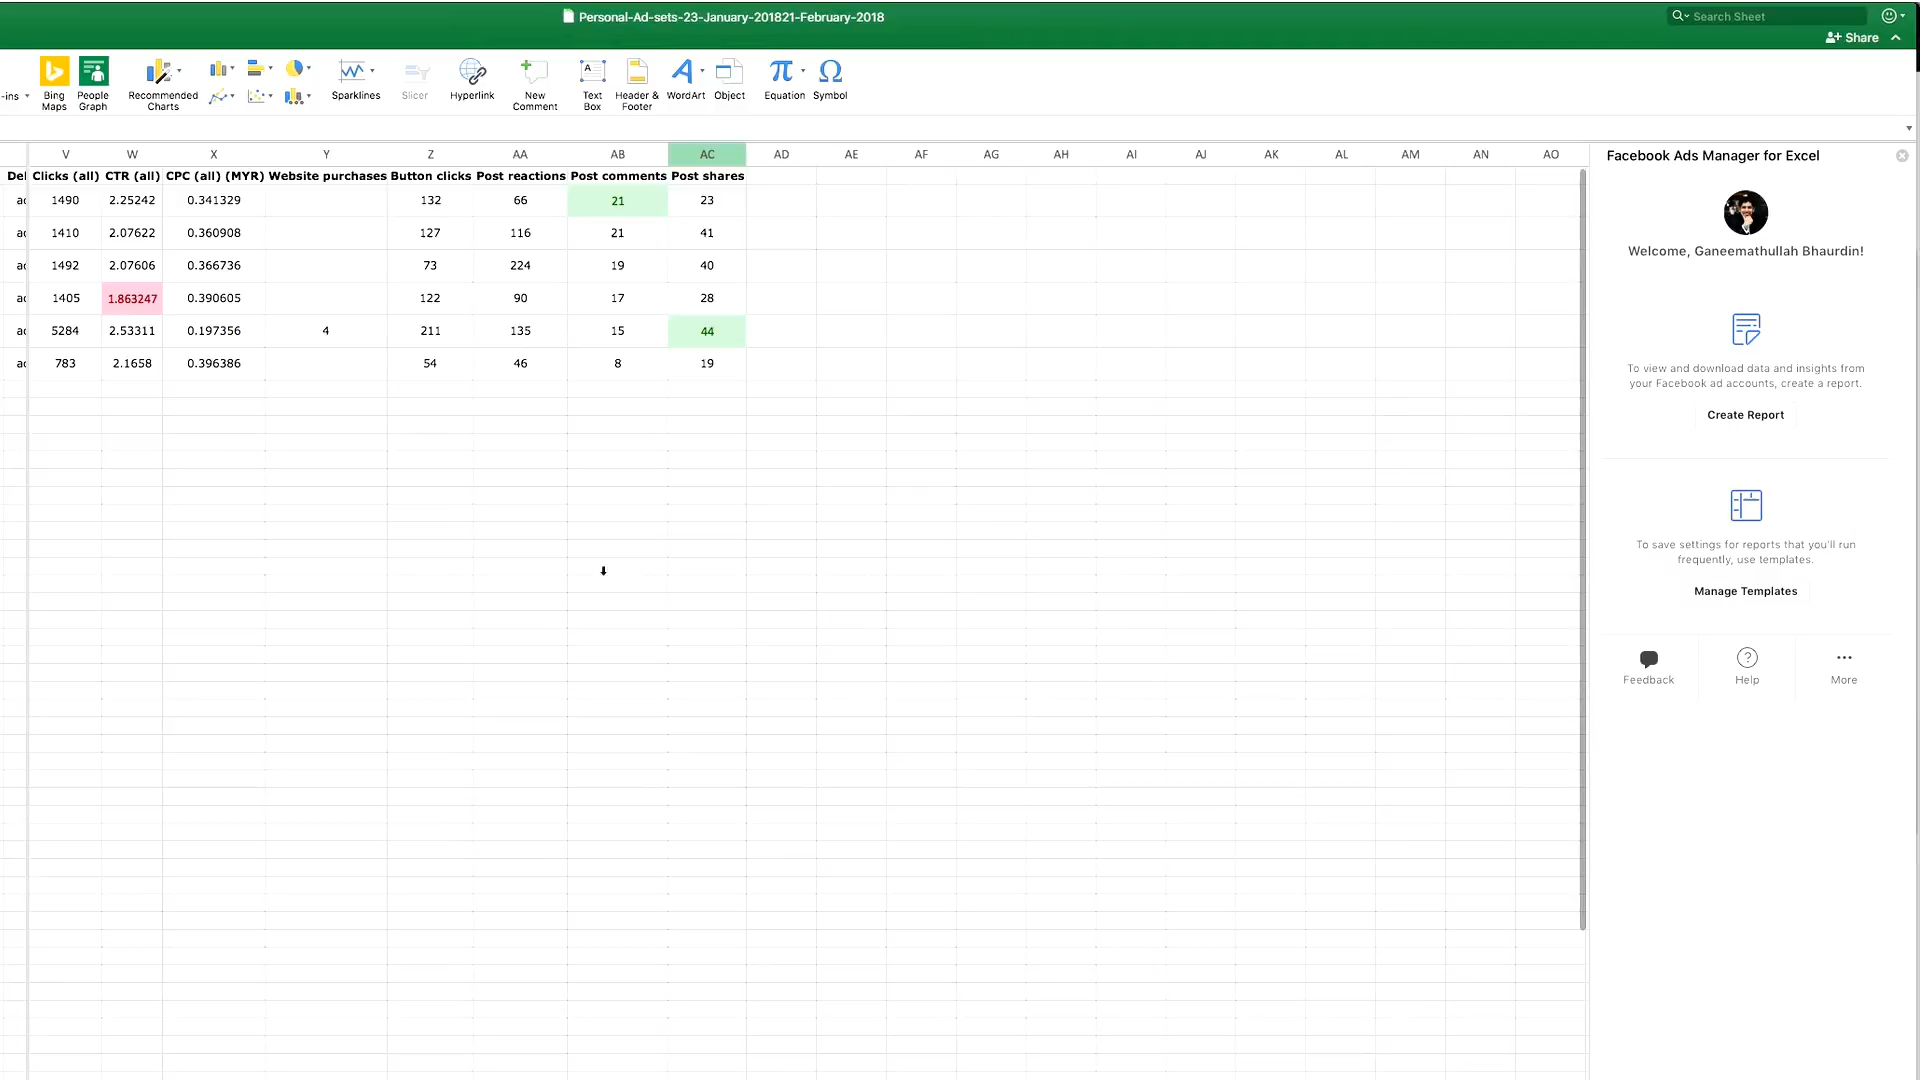 Personal-Ad-sets-23-January-201821-February-2018
Search Sheet
Share
-ins
Bing Maps
People Graph
Recommended Charts
Sparklines
Slicer
Hyperlink
New Comment
Text Box
Header & Footer
WordArt
Object
Equation
Symbol
V W X Y Z AA AB AC AD AE AF AG AH AI AJ AK AL AM AN AO
Del Clicks (all) CTR (all) CPC (all) (MYR) Website purchases Button clicks Post reactions Post comments Post shares
ac 1490 2.25242 0.341329 132 66 21 23
ac 1410 2.07622 0.360908 127 116 21 41
ac 1492 2.07606 0.366736 73 224 19 40
ac 1405 1.863247 0.390605 122 90 17 28
ac 5284 2.53311 0.197356 4 211 135 15 44
ac 783 2.1658 0.396386 54 46 8 19
Facebook Ads Manager for Excel
Welcome, Ganeemathullah Bhaurdin!
To view and download data and insights from
your Facebook ad accounts, create a report.
Create Report
To save settings for reports that you'll run
frequently, use templates.
Manage Templates
Feedback Help More